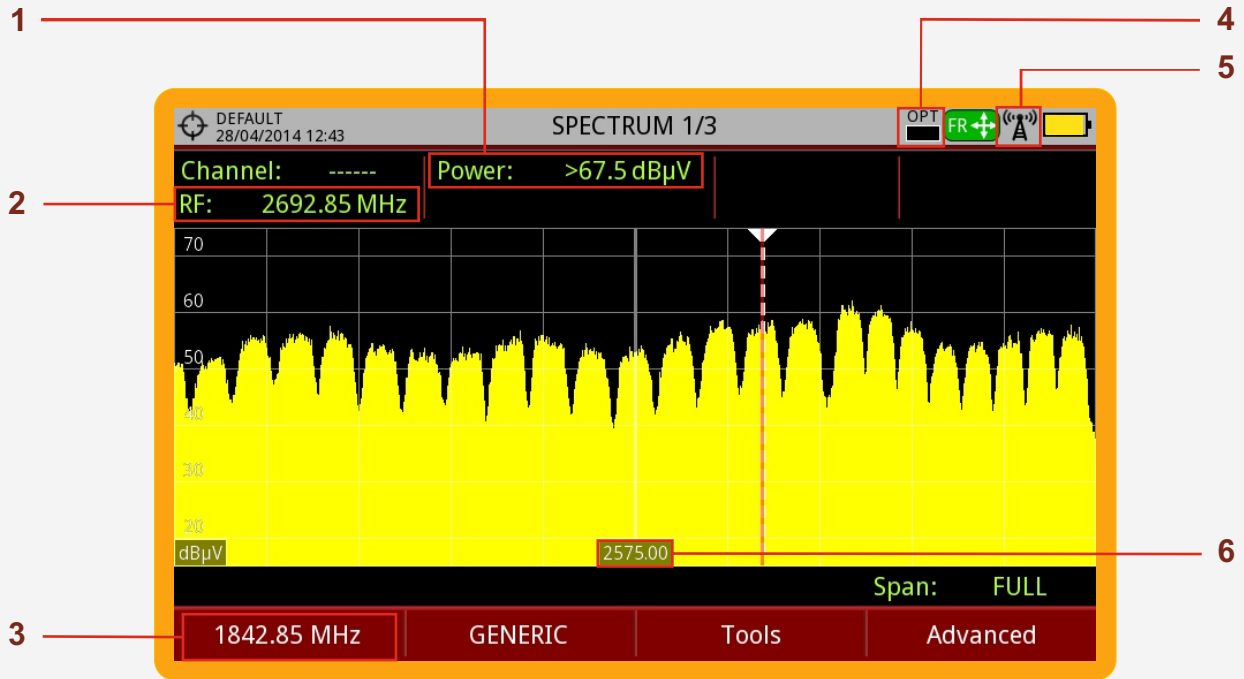 1
4
5
DEFAULT
28/04/2014 12:43
SPECTRUM 1/3
OPT
FR
Channel: ------
Power: >67.5 dBµV
2
RF: 2692.85 MHz
70
60
50
40
30
20
dBµV
2575.00
6
Span: FULL
3
1842.85 MHz
GENERIC
Tools
Advanced